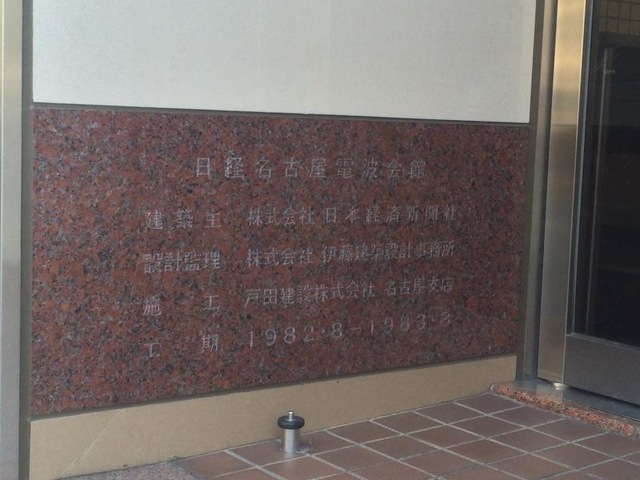 日経名古屋電波会館
建築主 株式会社 日本経済新聞社
設計監理 株式会社 伊藤建築設計事務所
施工 戸田建設株式会社 名古屋支店
工期 1982・8－1983・8